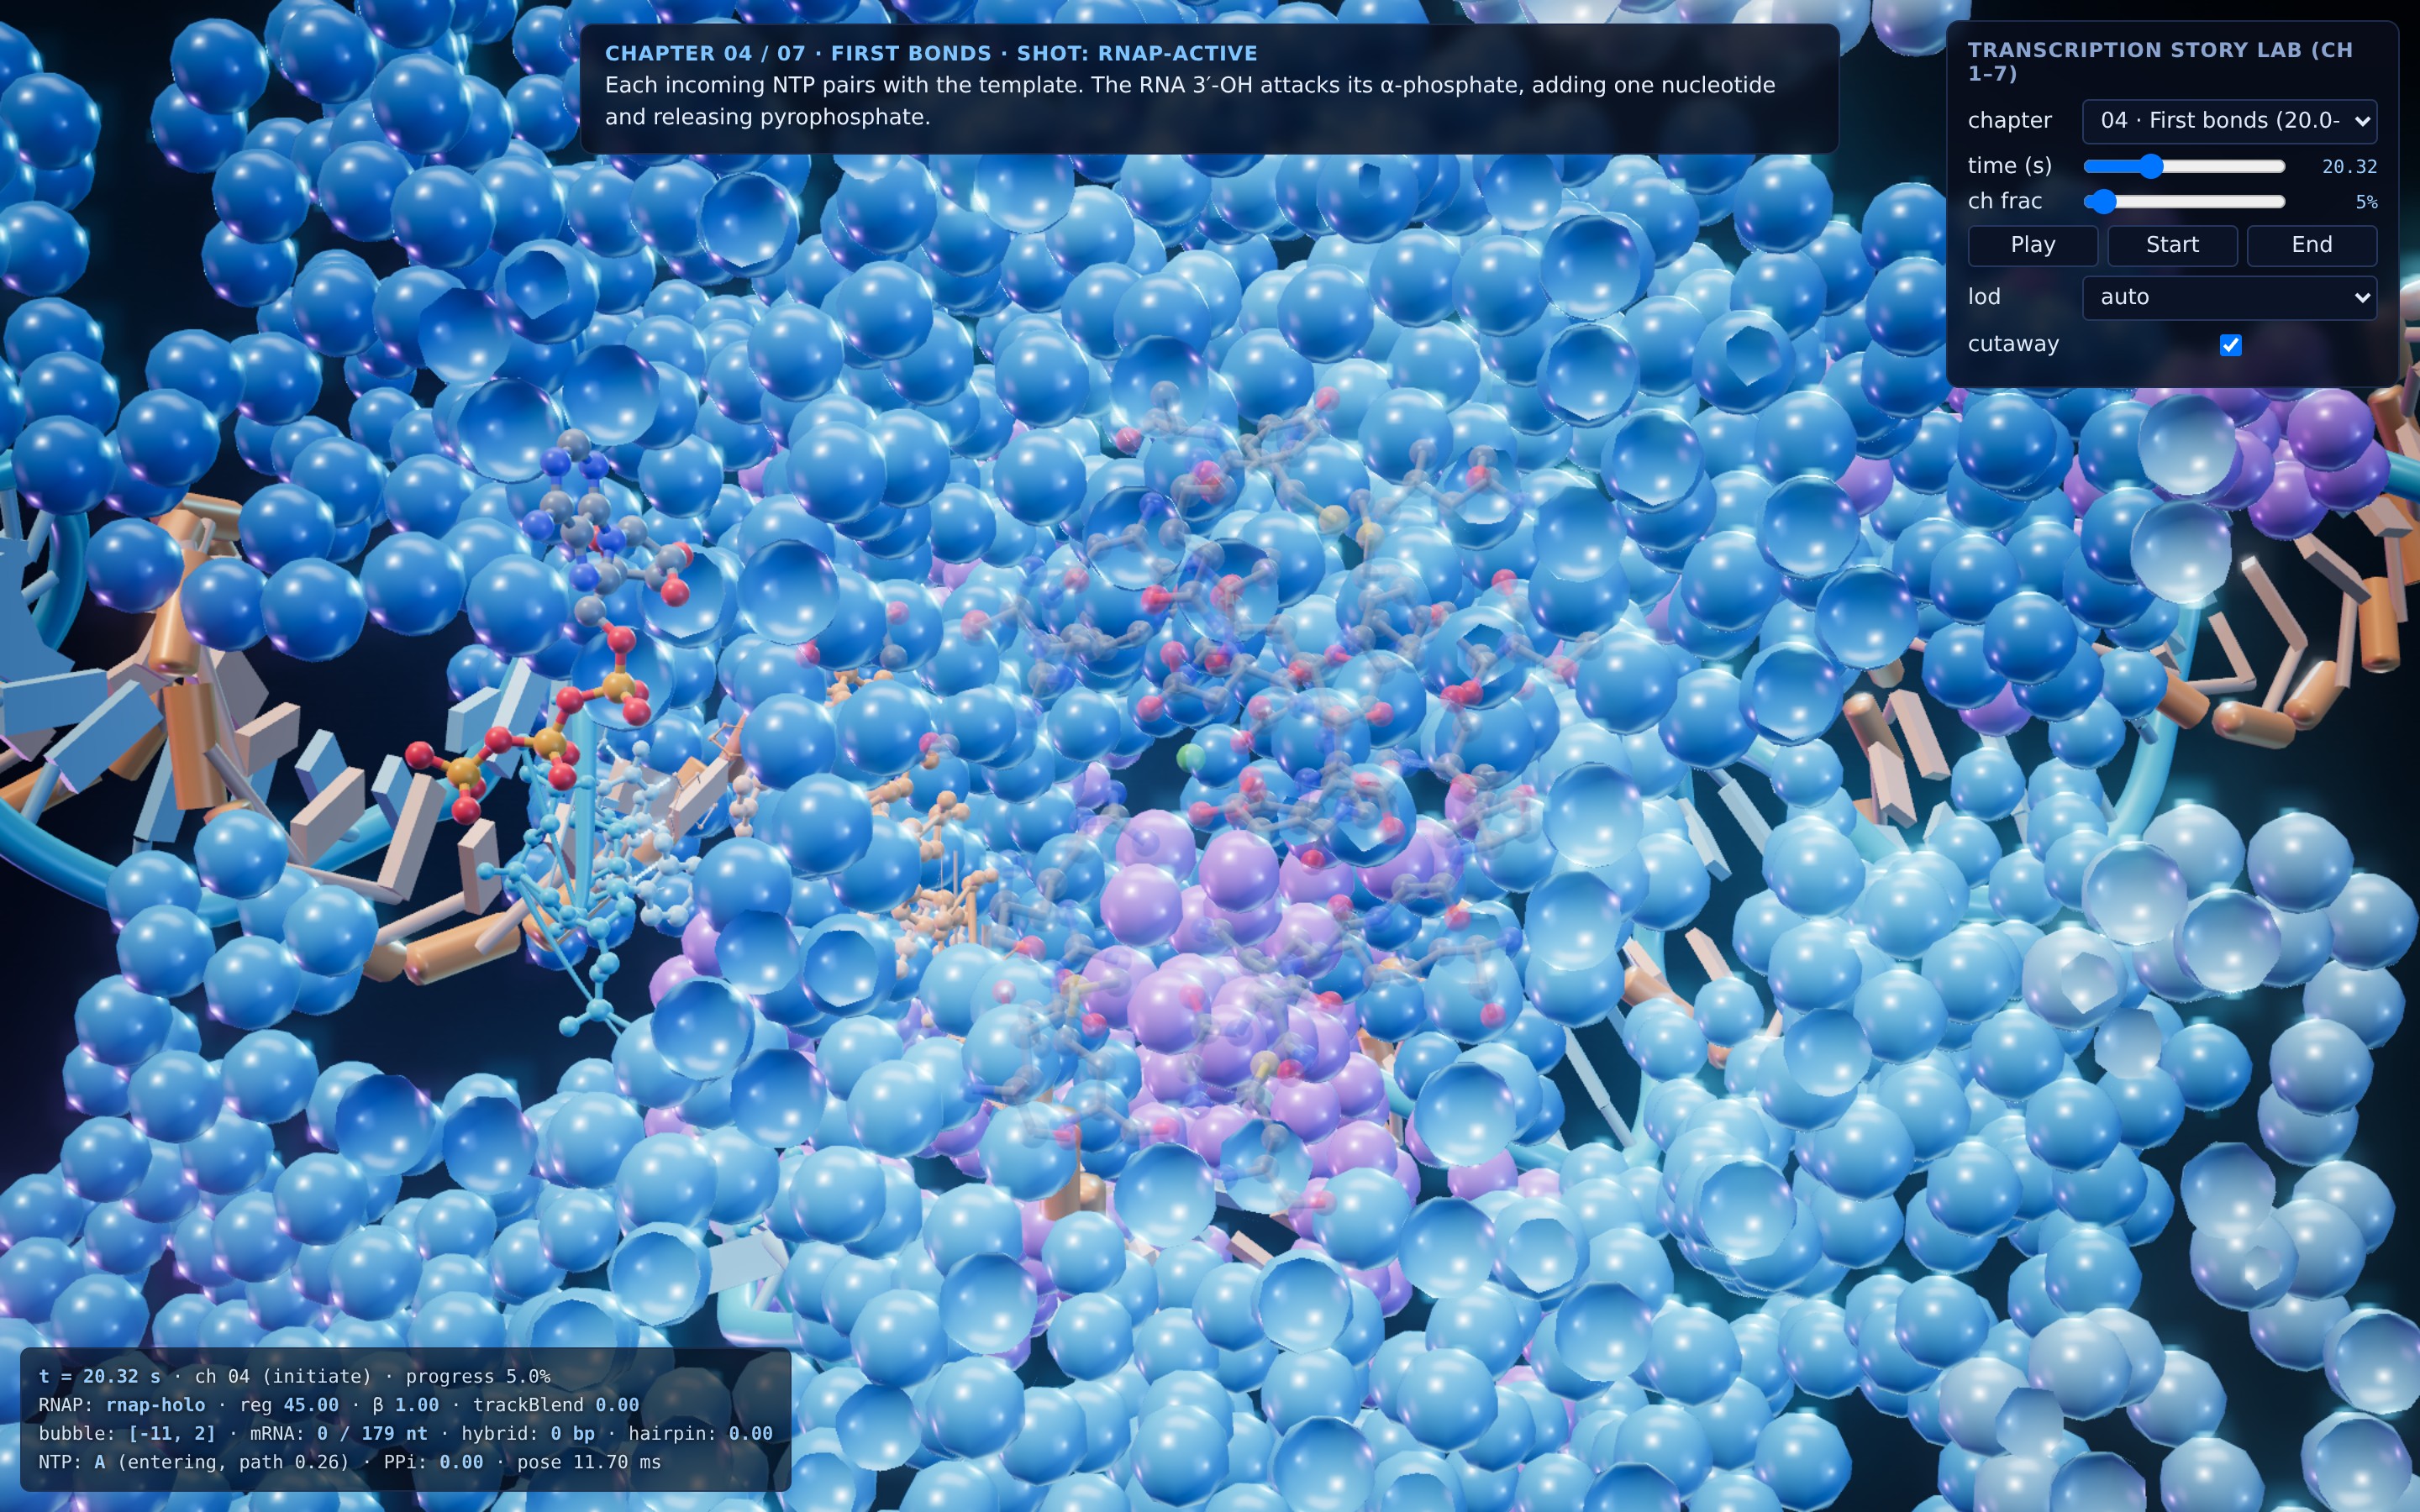 CHAPTER 04 / 07 · FIRST BONDS · SHOT: RNAP-ACTIVE
Each incoming NTP pairs with the template. The RNA 3′-OH attacks its α-phosphate, adding one nucleotide
and releasing pyrophosphate.
TRANSCRIPTION STORY LAB (CH
1–7)
chapter 04 · First bonds (20.0-
time (s) 20.32
ch frac 5%
Play Start End
lod auto
cutaway
t = 20.32 s · ch 04 (initiate) · progress 5.0%
RNAP: rnap-holo · reg 45.00 · β 1.00 · trackBlend 0.00
bubble: [-11, 2] · mRNA: 0 / 179 nt · hybrid: 0 bp · hairpin: 0.00
NTP: A (entering, path 0.26) · PPi: 0.00 · pose 11.70 ms